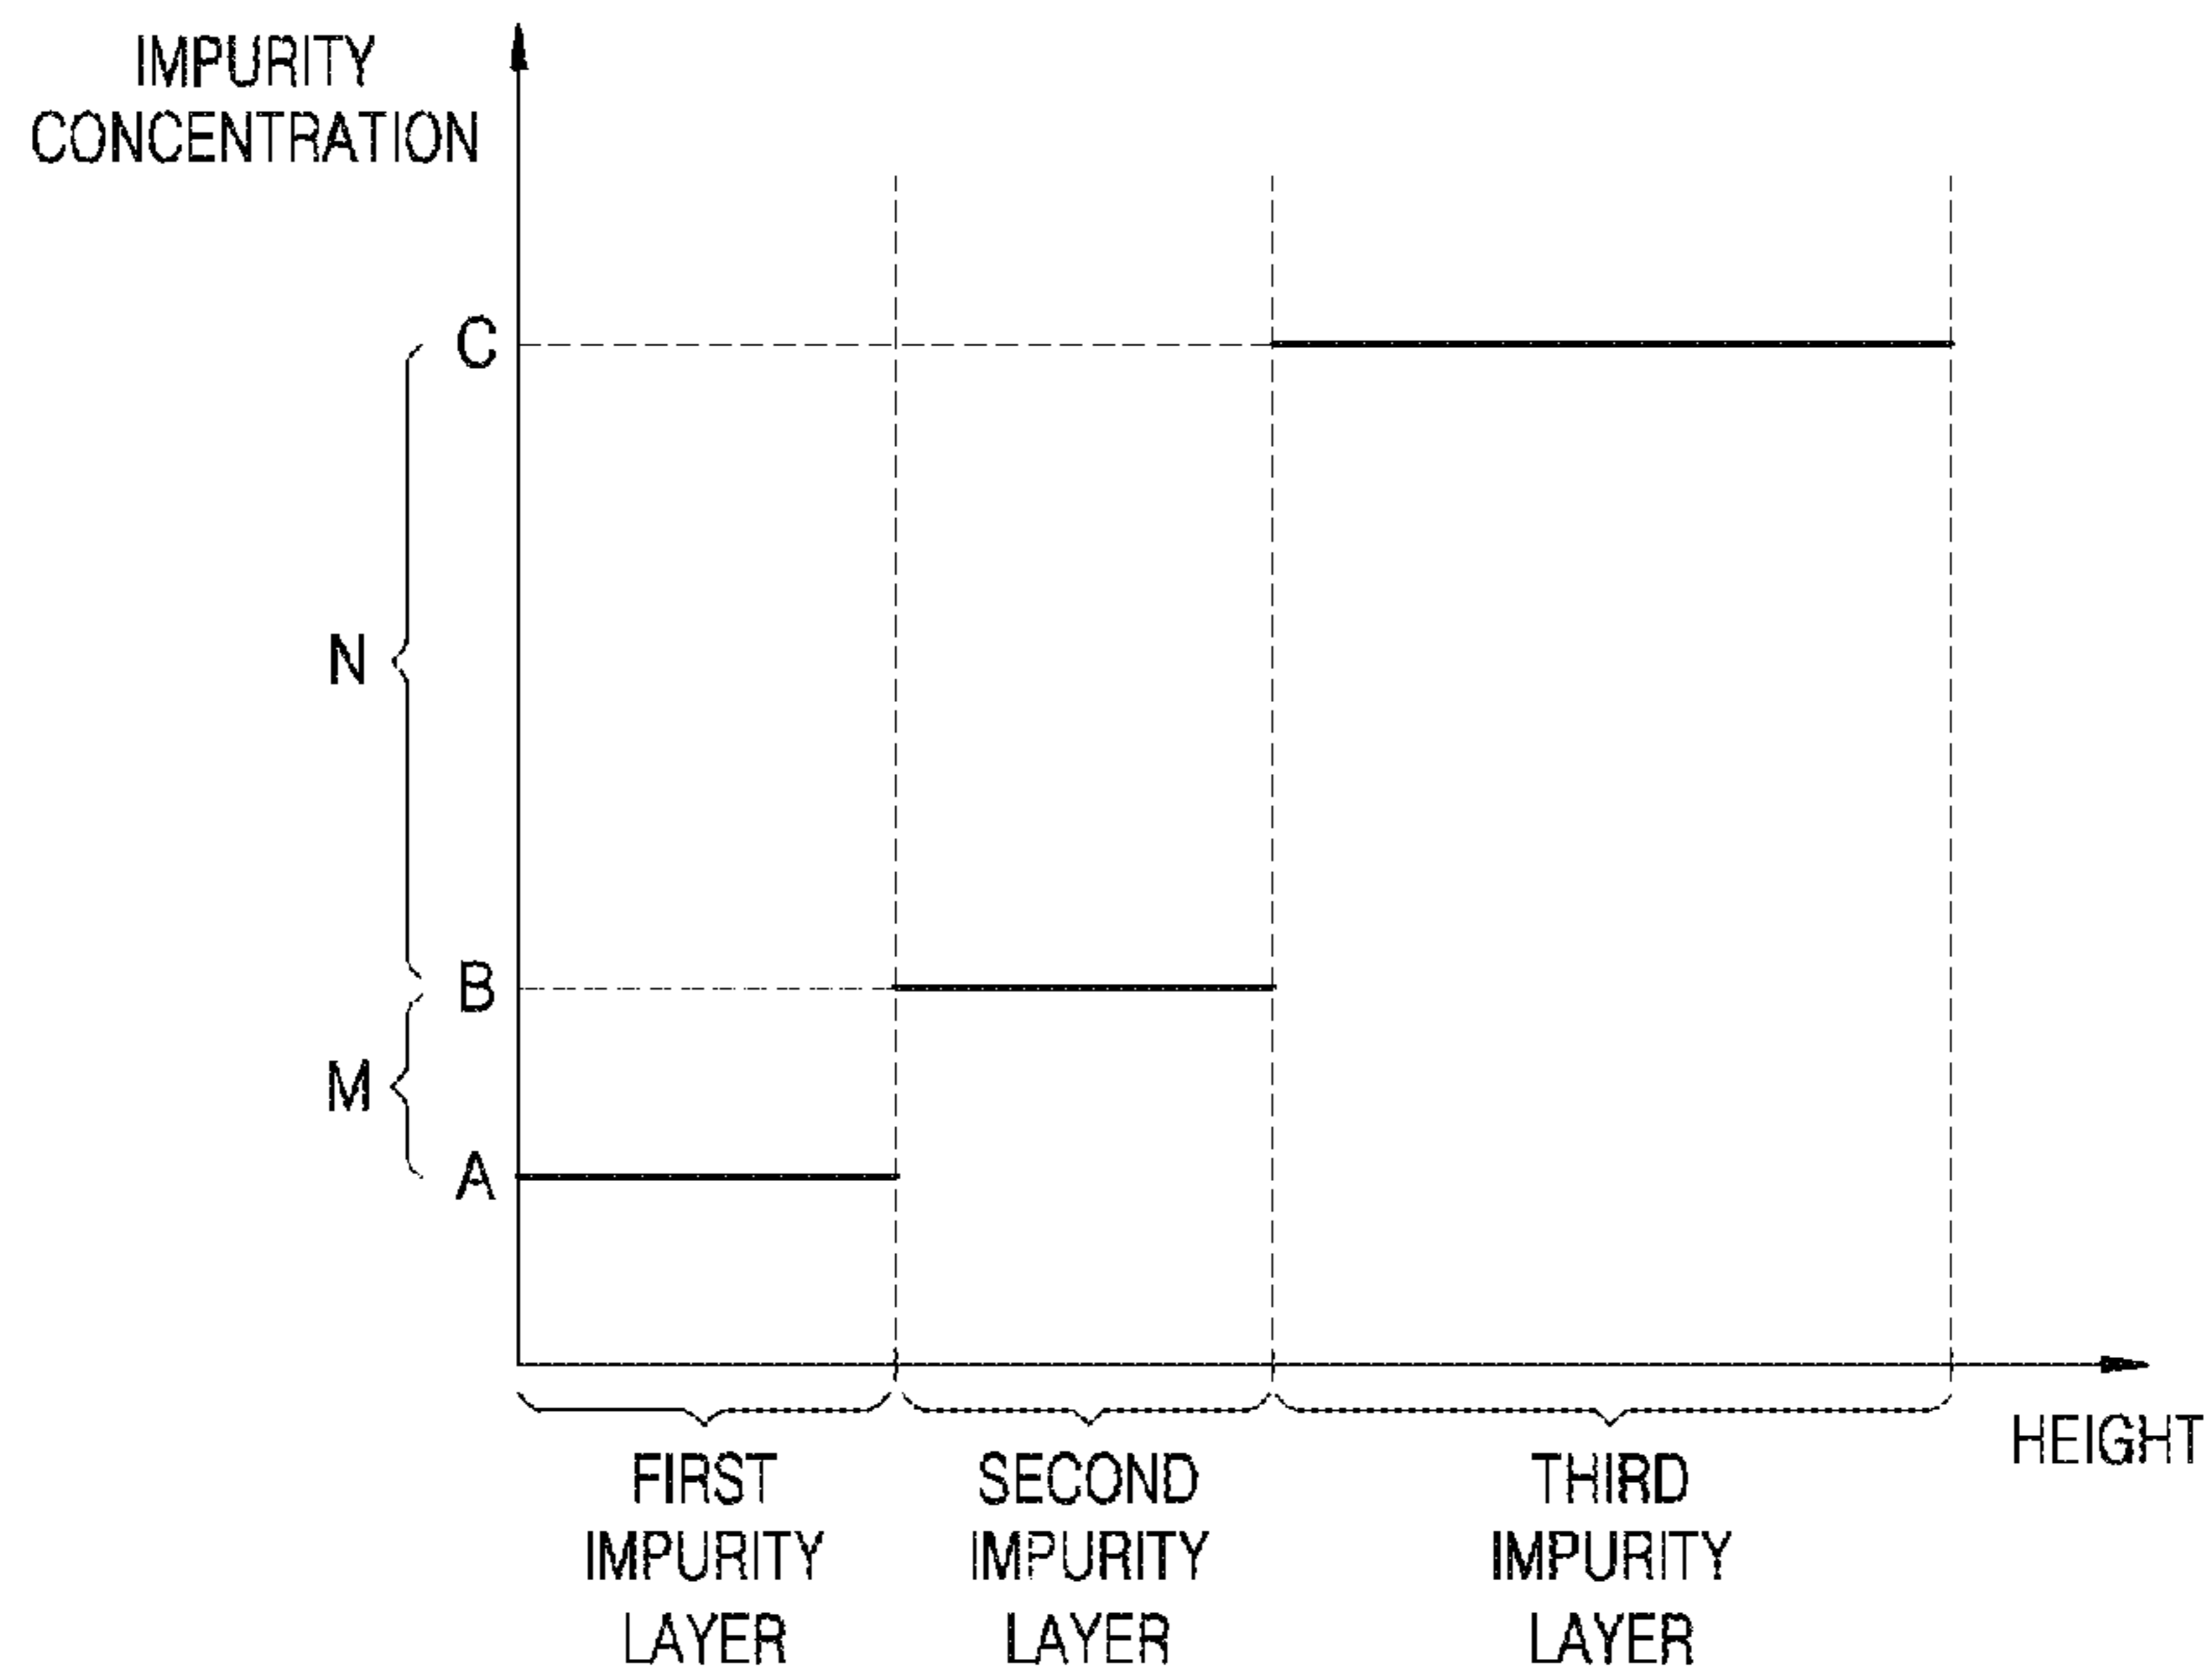 IMPURITY
CONCENTRATION
C
N
B
M
A
HEIGHT
FIRST
IMPURITY
LAYER
SECOND
IMPURITY
LAYER
THIRD
IMPURITY
LAYER